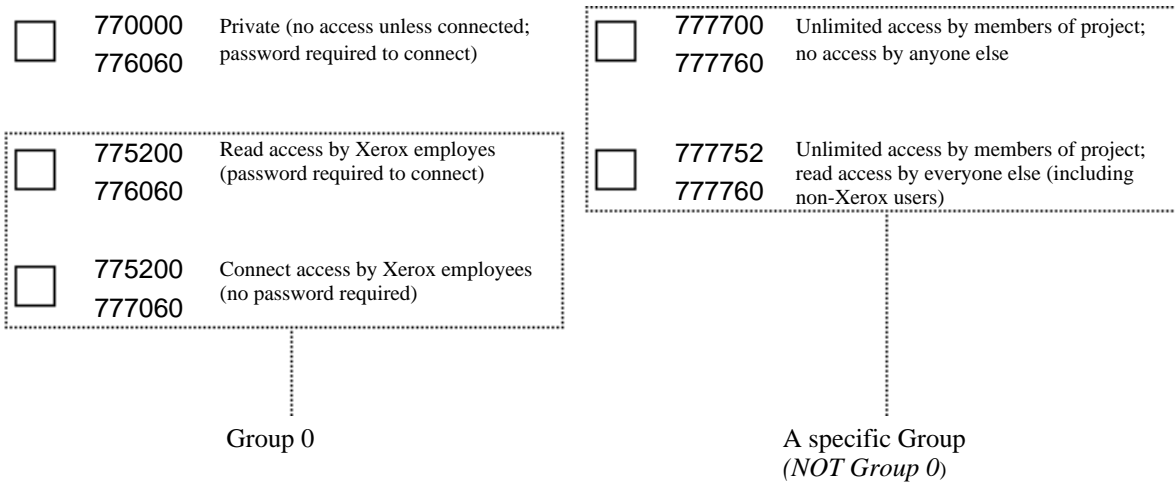 770000
776060
Private (no access unless connected;
password required to connect)
775200
776060
Read access by Xerox employes
(password required to connect)
775200
777060
Connect access by Xerox employees
(no password required)
Group 0
777700
777760
Unlimited access by members of project;
no access by anyone else
777752
777760
Unlimited access by members of project;
read access by everyone else (including
non-Xerox users)
A specific Group
(NOT Group 0)